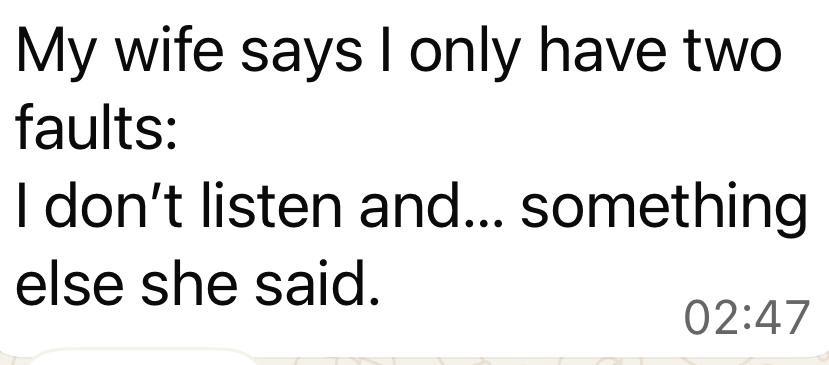 My wife says I only have two
faults:
I don’t listen and... something
else she said.
02:47